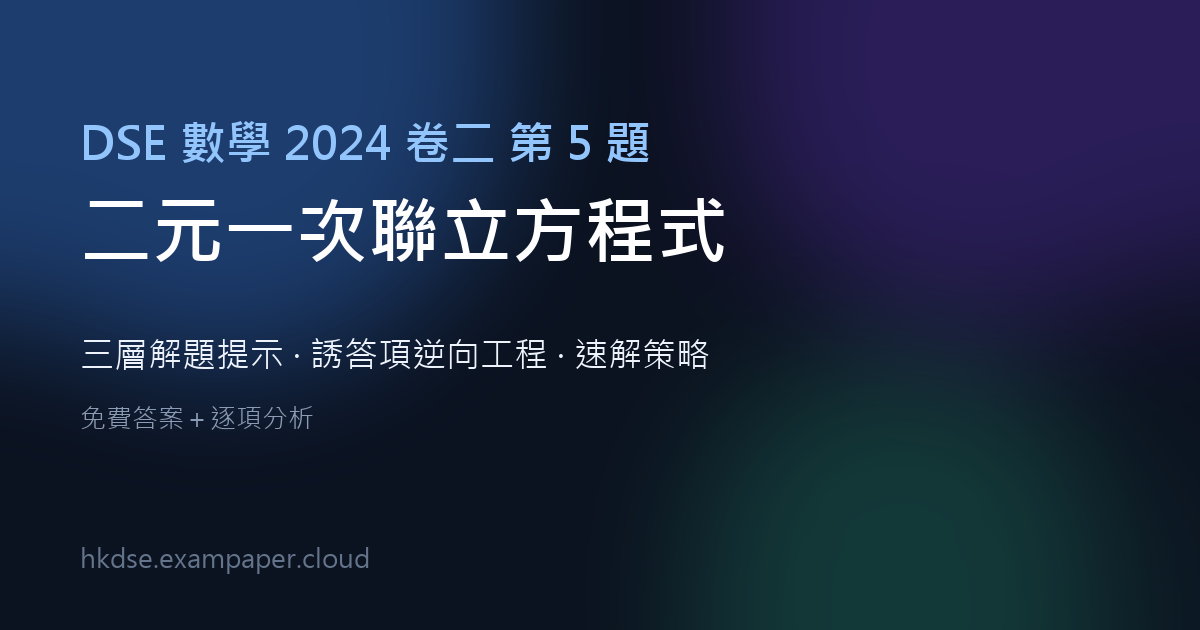 DSE 數學 2024 卷二 第 5 題
二元一次聯立方程式
三層解題提示 · 誘答項逆向工程 · 速解策略
免費答案 + 逐項分析
hkdse.exampaper.cloud